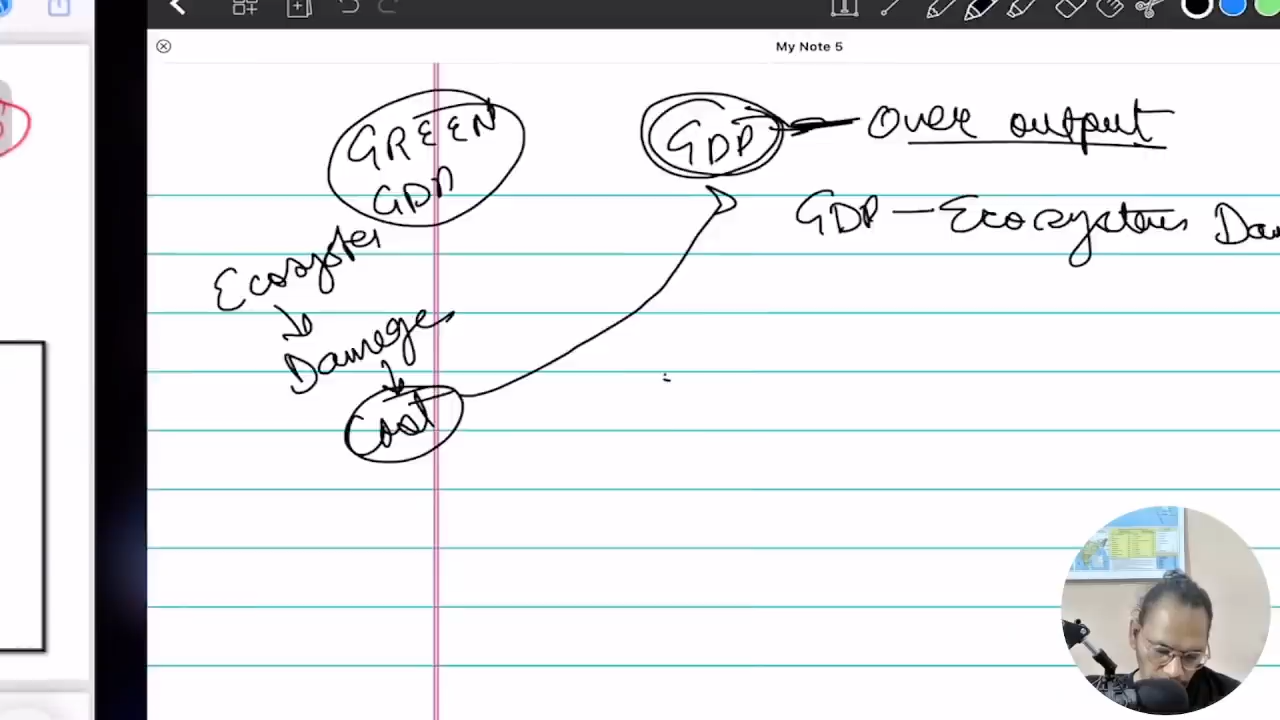 My Note 5
GREEN
GDP
GDP — Over output
GDP — Ecosystem
Ecosystem
Damage
Cost